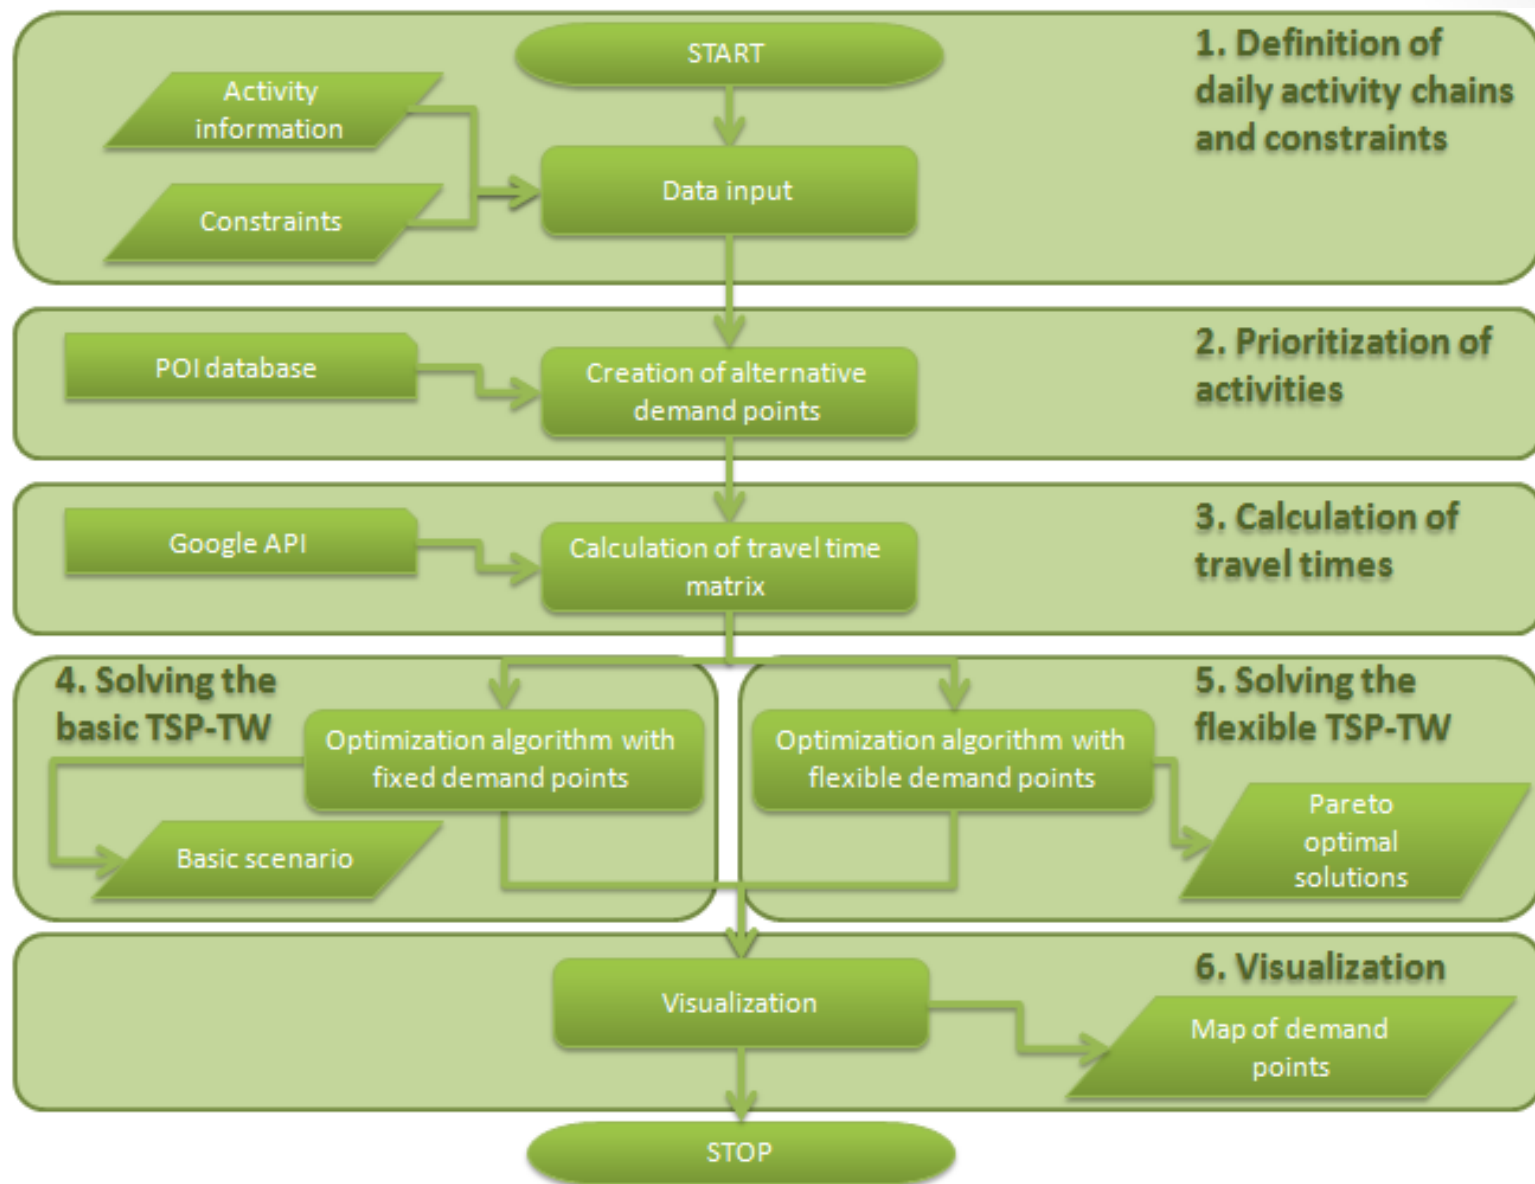 START
1. Definition of
daily activity chains
and constraints
Activity
information
Data input
Constraints
2. Prioritization of
activities
POI database
Creation of alternative
demand points
3. Calculation of
travel times
Google API
Calculation of travel time
matrix
4. Solving the
basic TSP-TW
Optimization algorithm with
fixed demand points
Basic scenario
5. Solving the
flexible TSP-TW
Optimization algorithm with
flexible demand points
Pareto
optimal
solutions
6. Visualization
Visualization
Map of demand
points
STOP